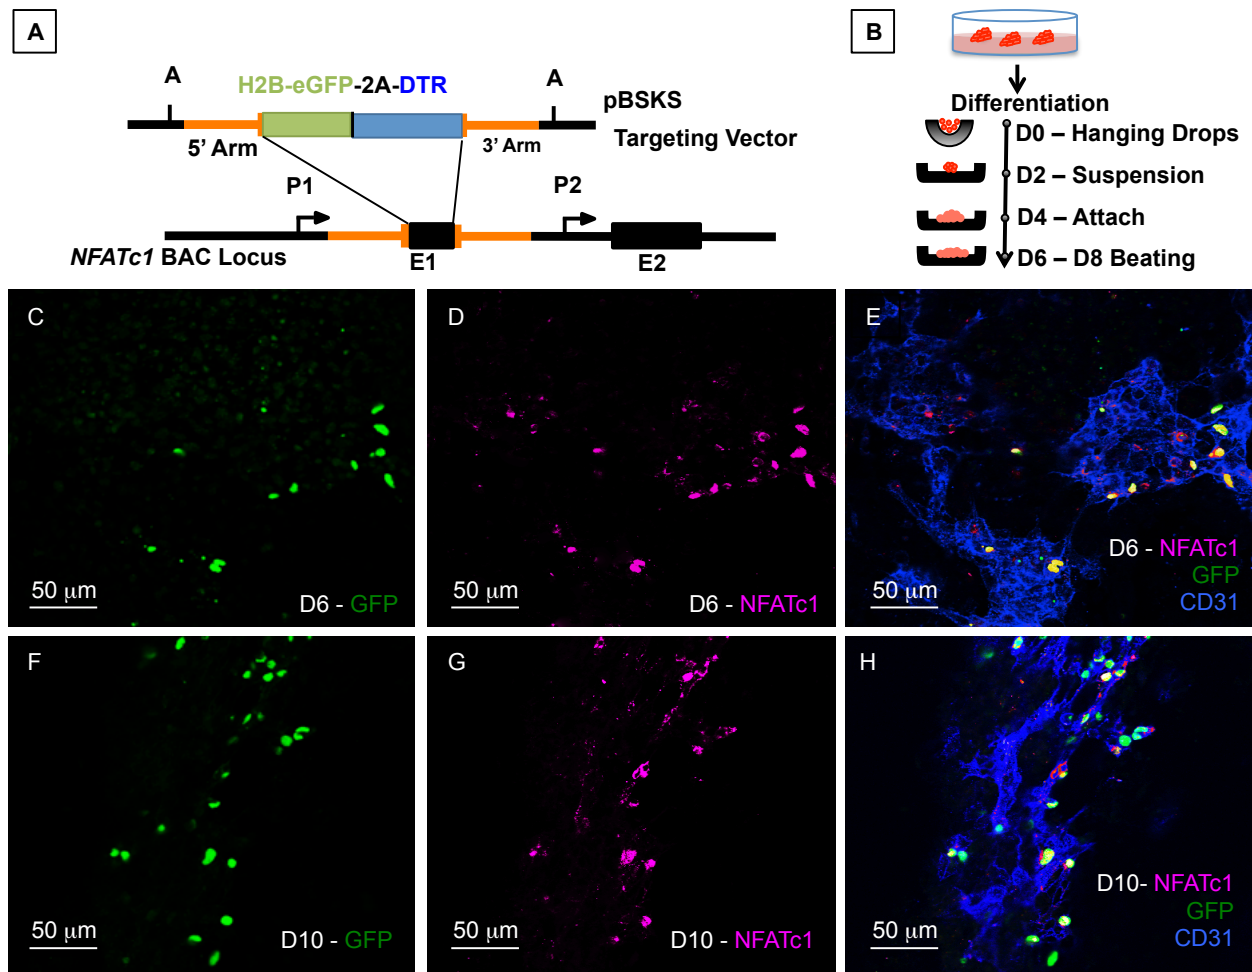 A
A
H2B-eGFP-2A-DTR
A
pBSKS
Targeting Vector
5’ Arm
3’ Arm
P1
P2
NFATc1 BAC Locus
E1
E2
B
Differentiation
D0 – Hanging Drops
D2 – Suspension
D4 – Attach
D6 – D8 Beating
C
50 μm
D6 - GFP
D
50 μm
D6 - NFATc1
E
50 μm
D6 - NFATc1
GFP
CD31
F
50 μm
D10 - GFP
G
50 μm
D10 - NFATc1
H
50 μm
D10- NFATc1
GFP
CD31